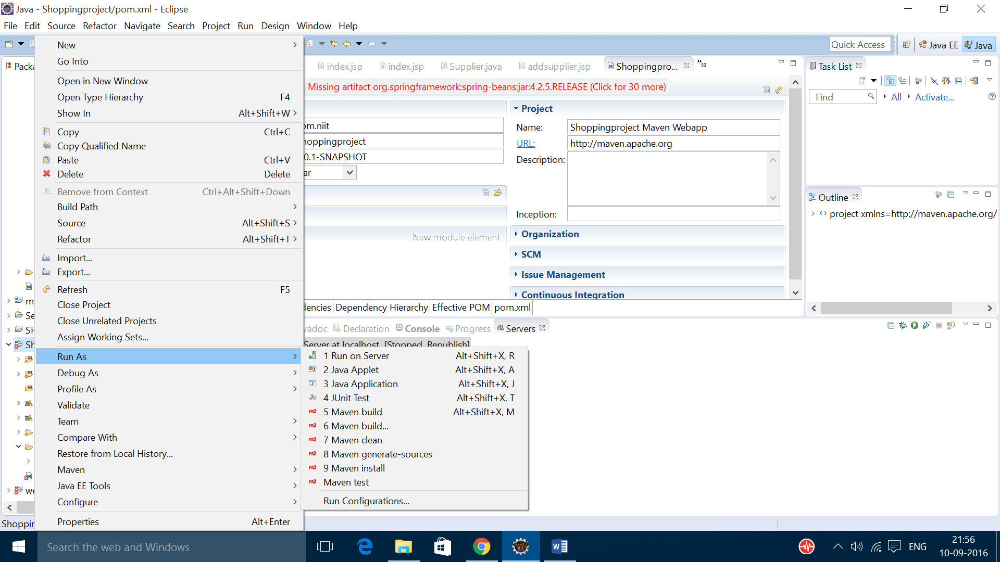 Java - Shoppingproject/pom.xml - Eclipse
File Edit Source Refactor Navigate Search Project Run Design Window Help
Quick Access Java EE Java
New
Go Into
Open in New Window
Open Type Hierarchy F4
Show In Alt+Shift+W
Copy Ctrl+C
Copy Qualified Name
Paste Ctrl+V
Delete Delete
Remove from Context Ctrl+Alt+Shift+Down
Build Path
Source Alt+Shift+S
Refactor Alt+Shift+T
Import...
Export...
Refresh F5
Close Project
Close Unrelated Projects
Assign Working Sets...
Run As
Debug As
Profile As
Validate
Team
Compare With
Restore from Local History...
Maven
Java EE Tools
Configure
Properties Alt+Enter
Packa
m
Se
SH
Sh
we
Shoppin
index.jsp index.jsp Supplier.java addsupplier.jsp Shoppingpro... »53
Missing artifact org.springframework:spring-beans:jar:4.2.5.RELEASE (Click for 30 more)
om.niit
hoppingproject
0.1-SNAPSHOT
ar
New module element
Project
Name: Shoppingproject Maven Webapp
URL: http://maven.apache.org
Description:
Inception:
Organization
SCM
Issue Management
Continuous Integration
dencies Dependency Hierarchy Effective POM pom.xml
vadoc Declaration Console Progress Servers
Server at localhost [Stopped, Republish]
1 Run on Server Alt+Shift+X, R
2 Java Applet Alt+Shift+X, A
3 Java Application Alt+Shift+X, J
4 JUnit Test Alt+Shift+X, T
5 Maven build Alt+Shift+X, M
6 Maven build...
7 Maven clean
8 Maven generate-sources
9 Maven install
Maven test
Run Configurations...
Task List
Find All Activate...
Outline
project xmlns=http://maven.apache.org/
Search the web and Windows
ENG
21:56
10-09-2016